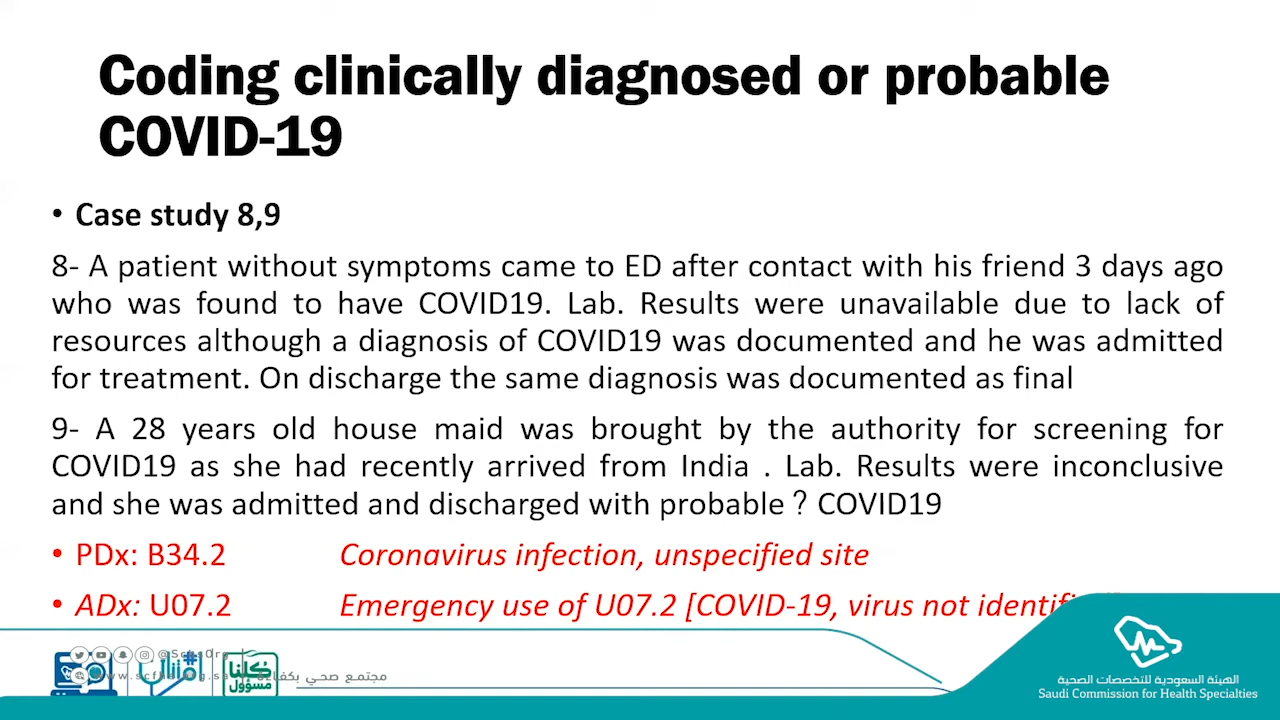 Coding clinically diagnosed or probable
COVID-19
• Case study 8,9
8- A patient without symptoms came to ED after contact with his friend 3 days ago
who was found to have COVID19. Lab. Results were unavailable due to lack of
resources although a diagnosis of COVID19 was documented and he was admitted
for treatment. On discharge the same diagnosis was documented as final
9- A 28 years old house maid was brought by the authority for screening for
COVID19 as she had recently arrived from India . Lab. Results were inconclusive
and she was admitted and discharged with probable ? COVID19
• PDx: B34.2 Coronavirus infection, unspecified site
• ADx: U07.2 Emergency use of U07.2 [COVID-19, virus not
@SchsOrg
كلنا
مسؤول
مجتمع صحي بكفاءة
الهيئة السعودية للتخصصات الصحية
Saudi Commission for Health Specialties